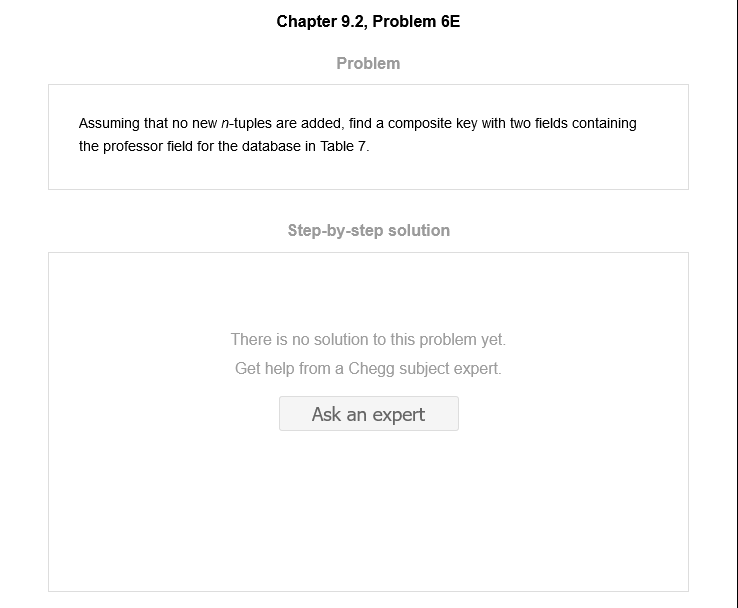 Chapter 9.2, Problem 6E
Problem
Assuming that no new n-tuples are added, find a composite key with two fields containing
the professor field for the database in Table 7.
Step-by-step solution
There is no solution to this problem yet.
Get help from a Chegg subject expert.
Ask an expert